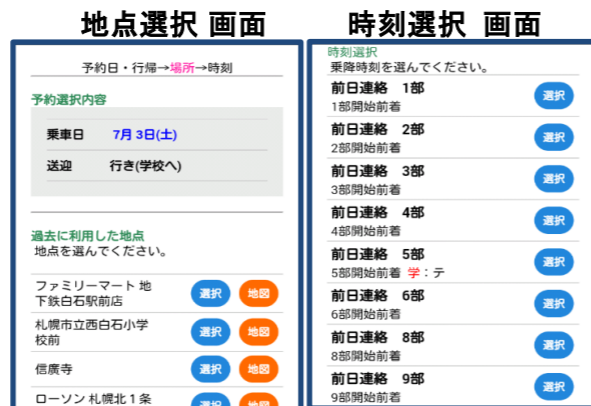 地点選択 画面
予約日・行帰→場所→時刻
予約選択内容
乗車日 7月 3日(土)
送迎 行き(学校へ)
過去に利用した地点
地点を選んでください。
ファミリーマート 地
下鉄白石駅前店
選択 地図
札幌市立西白石小学
校前
選択 地図
信廣寺
選択 地図
ローソン 札幌北１条
選択 地図
時刻選択 画面
時刻選択
乗降時刻を選んでください。
前日連絡 1部
1部開始前着
選択
前日連絡 2部
2部開始前着
選択
前日連絡 3部
3部開始前着
選択
前日連絡 4部
4部開始前着
選択
前日連絡 5部
5部開始前着 学：テ
選択
前日連絡 6部
6部開始前着
選択
前日連絡 8部
8部開始前着
選択
前日連絡 9部
9部開始前着
選択